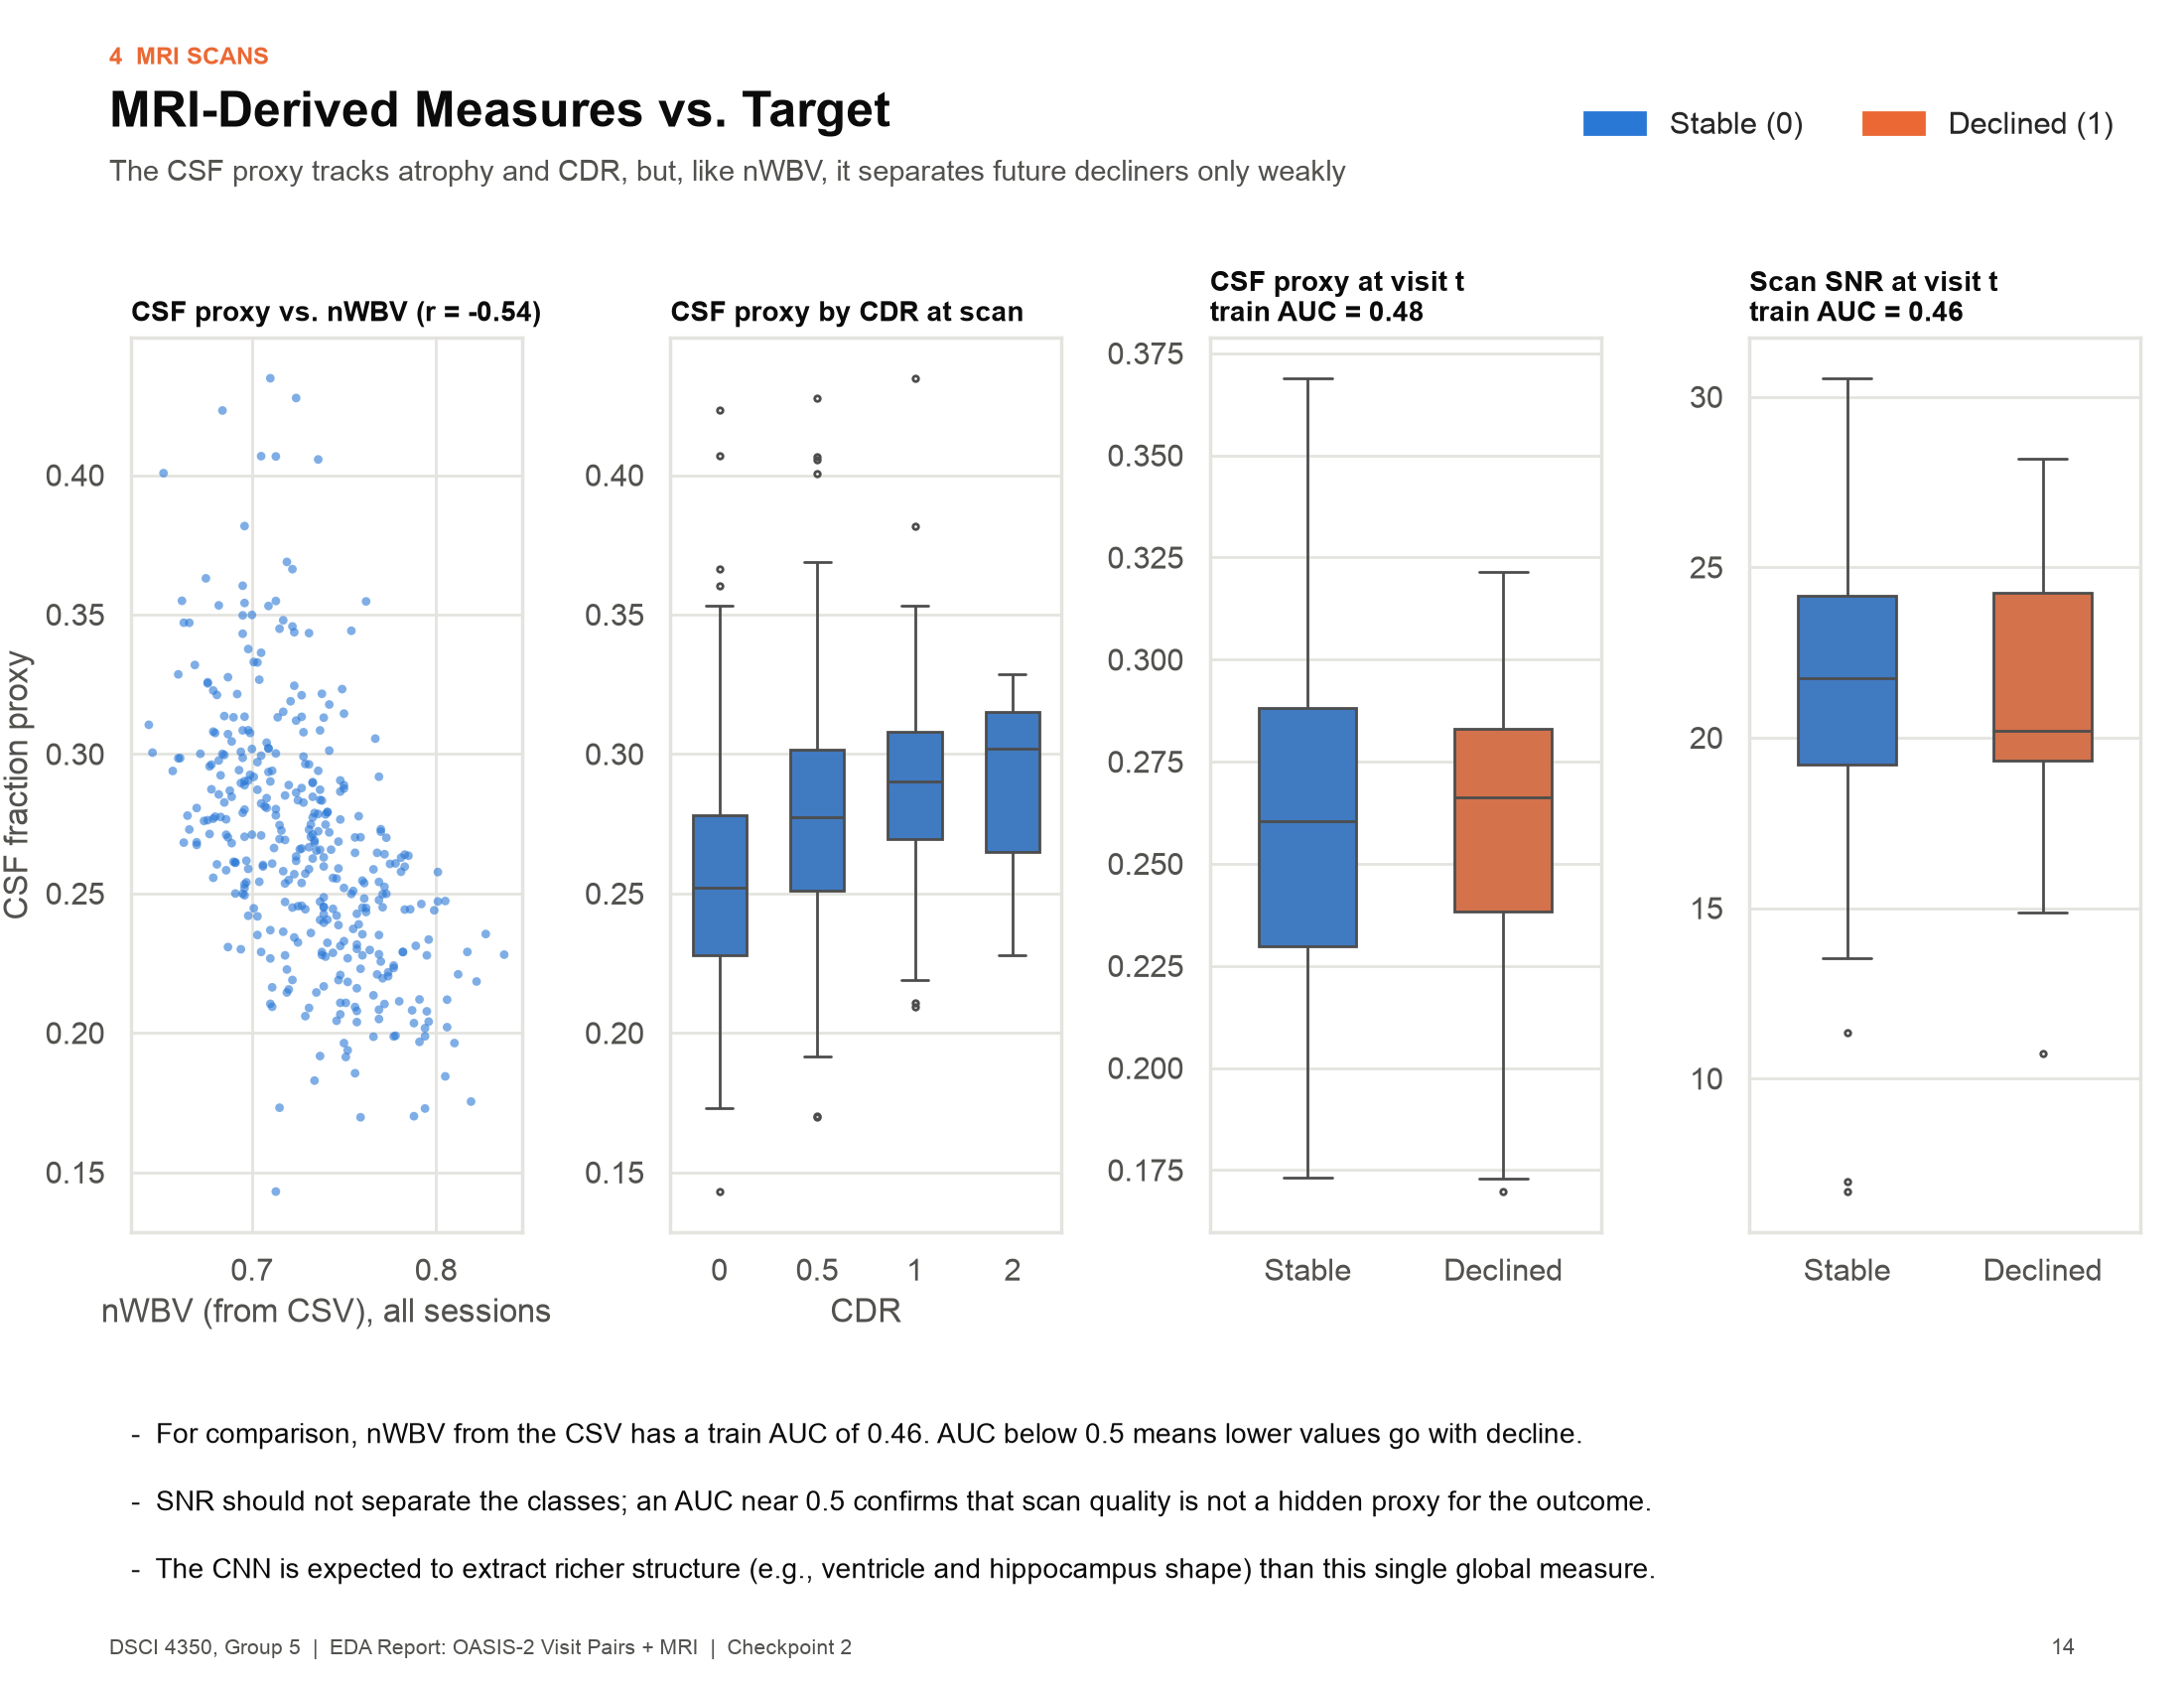 4 MRI SCANS
MRI-Derived Measures vs. Target
The CSF proxy tracks atrophy and CDR, but, like nWBV, it separates future decliners only weakly
Stable (0)
Declined (1)
CSF proxy vs. nWBV (r = -0.54)
CSF fraction proxy
0.40
0.35
0.30
0.25
0.20
0.15
0.7
0.8
nWBV (from CSV), all sessions
CSF proxy by CDR at scan
0.40
0.35
0.30
0.25
0.20
0.15
0
0.5
1
2
CDR
CSF proxy at visit t
train AUC = 0.48
0.375
0.350
0.325
0.300
0.275
0.250
0.225
0.200
0.175
Stable
Declined
Scan SNR at visit t
train AUC = 0.46
30
25
20
15
10
Stable
Declined
- For comparison, nWBV from the CSV has a train AUC of 0.46. AUC below 0.5 means lower values go with decline.
- SNR should not separate the classes; an AUC near 0.5 confirms that scan quality is not a hidden proxy for the outcome.
- The CNN is expected to extract richer structure (e.g., ventricle and hippocampus shape) than this single global measure.
DSCI 4350, Group 5 | EDA Report: OASIS-2 Visit Pairs + MRI | Checkpoint 2
14